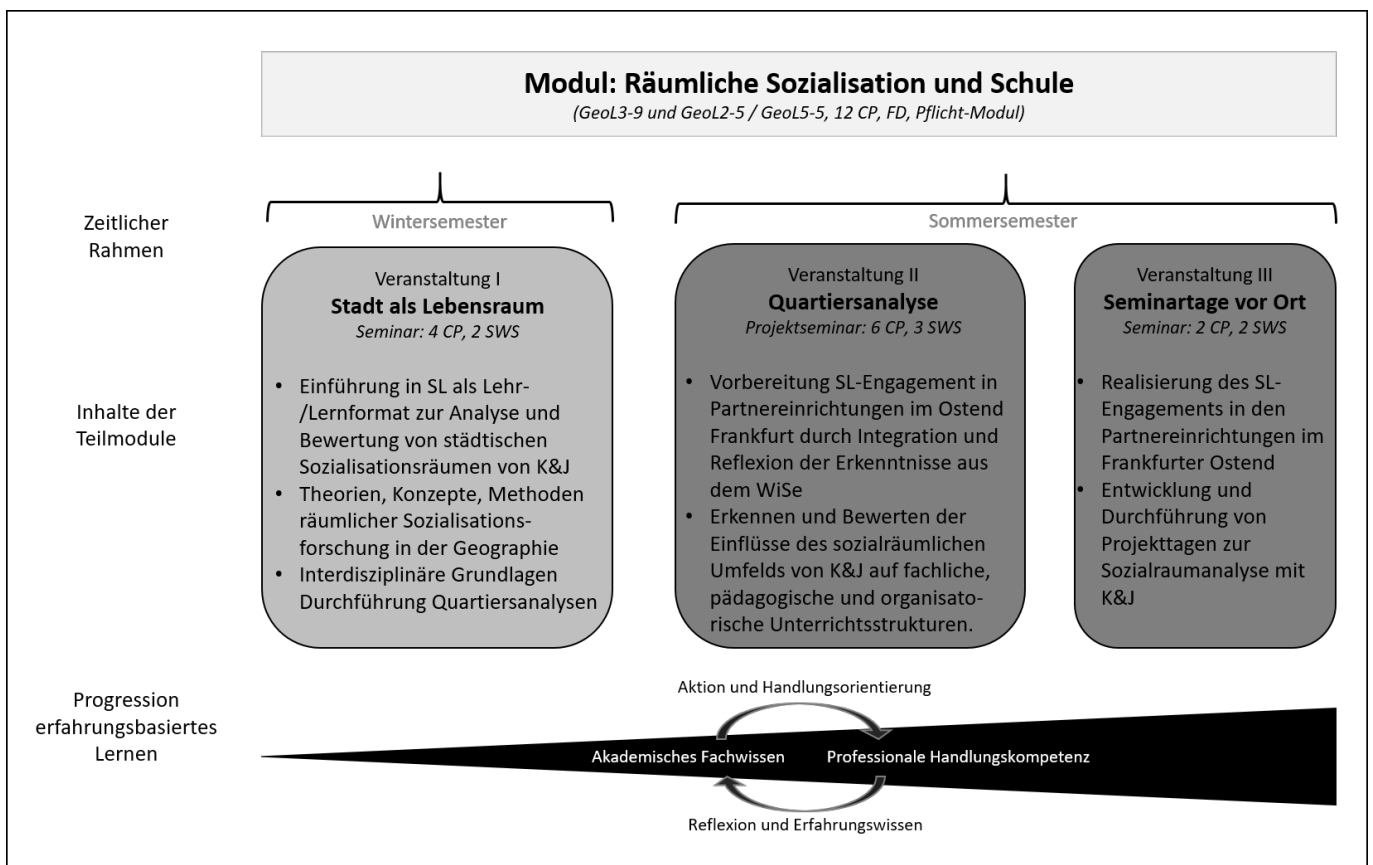 Modul: Räumliche Sozialisation und Schule
(GeoL3-9 und GeoL2-5 / GeoL5-5, 12 CP, FD, Pflicht-Modul)
Zeitlicher
Rahmen
Wintersemester
Sommersemester
Inhalte der
Teilmodule
Veranstaltung I
Stadt als Lebensraum
Seminar: 4 CP, 2 SWS
• Einführung in SL als Lehr-
/Lernformat zur Analyse und
Bewertung von städtischen
Sozialisationsräumen von K&J
• Theorien, Konzepte, Methoden
räumlicher Sozialisations-
forschung in der Geographie
• Interdisziplinäre Grundlagen
Durchführung Quartiersanalysen
Veranstaltung II
Quartiersanalyse
Projektseminar: 6 CP, 3 SWS
• Vorbereitung SL-Engagement in
Partnereinrichtungen im Ostend
Frankfurt durch Integration und
Reflexion der Erkenntnisse aus
dem WiSe
• Erkennen und Bewerten der
Einflüsse des sozialräumlichen
Umfelds von K&J auf fachliche,
pädagogische und organisato-
rische Unterrichtsstrukturen.
Veranstaltung III
Seminartage vor Ort
Seminar: 2 CP, 2 SWS
• Realisierung des SL-
Engagements in den
Partnereinrichtungen im
Frankfurter Ostend
• Entwicklung und
Durchführung von
Projekttagen zur
Sozialraumanalyse mit
K&J
Progression
erfahrungsbasiertes
Lernen
Aktion und Handlungsorientierung
Akademisches Fachwissen
Professionale Handlungskompetenz
Reflexion und Erfahrungswissen